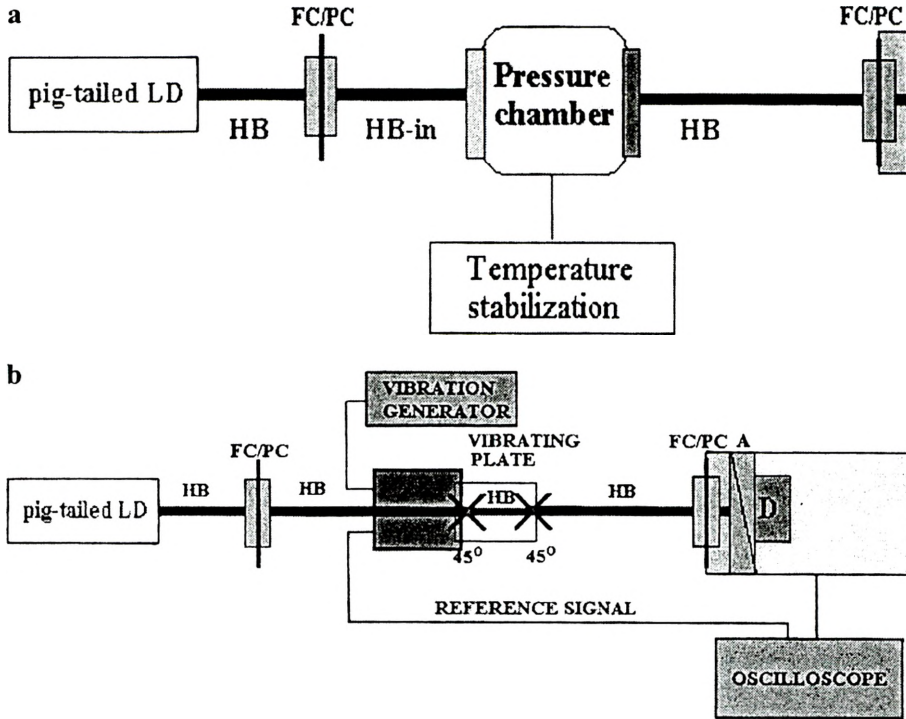 a
FC/PC
FC/PC
pig-tailed LD
Pressure
chamber
HB
HB-in
HB
Temperature
stabilization
b
VIBRATION
GENERATOR
FC/PC
VIBRATING
PLATE
FC/PC A
HB
HB
HB
HB
pig-tailed LD
D
45°
45°
REFERENCE SIGNAL
OSCILLOSCOPE